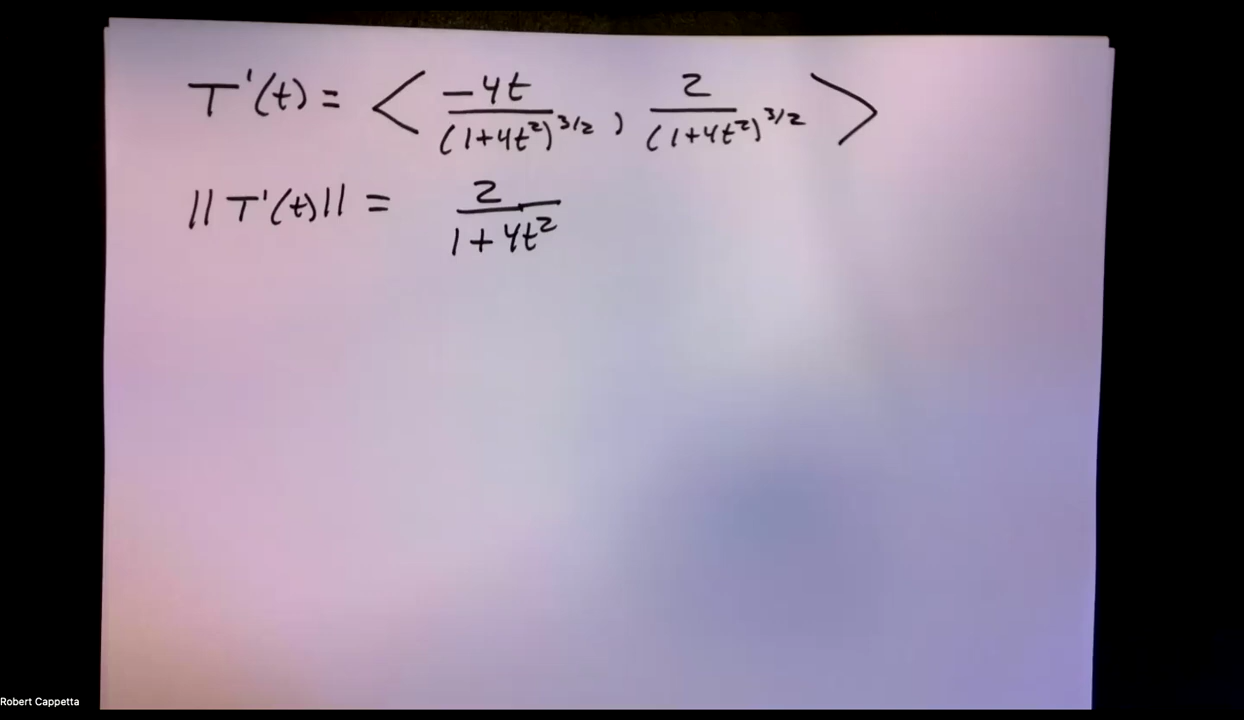 T'(t) = < -4t/(1+4t²)^3/2 , 2/(1+4t²)^3/2 >
||T'(t)|| = 2/(1+4t²)
Robert Cappetta